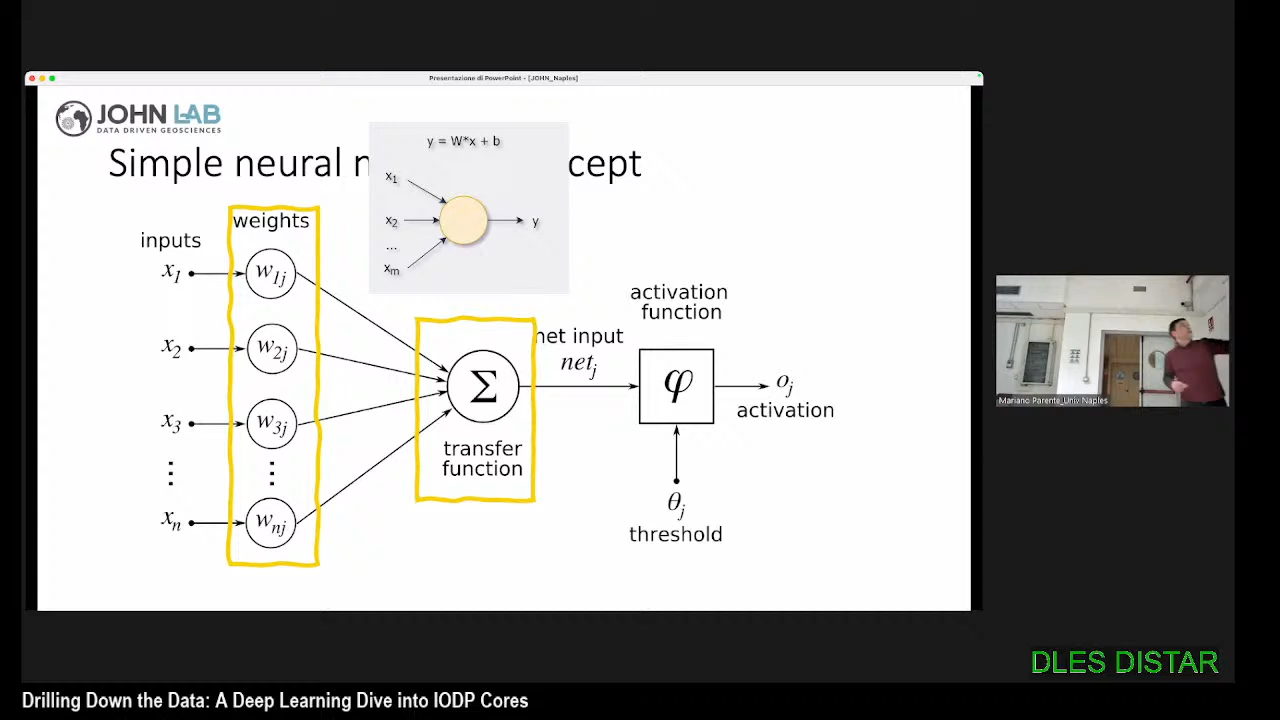 Presentazione di PowerPoint - [JOHN_Naples]
JOHN LAB
DATA DRIVEN GEOSCIENCES
Simple neural n
cept
y = W*x + b
x1
x2
...
xm
y
weights
inputs
x1
w1j
x2
w2j
x3
w3j
⋮
⋮
xn
wnj
Σ
transfer
function
net input
netj
activation
function
φ
oj
activation
θj
threshold
Mariano Parente_Univ Naples
DLES DISTAR
Drilling Down the Data: A Deep Learning Dive into IODP Cores